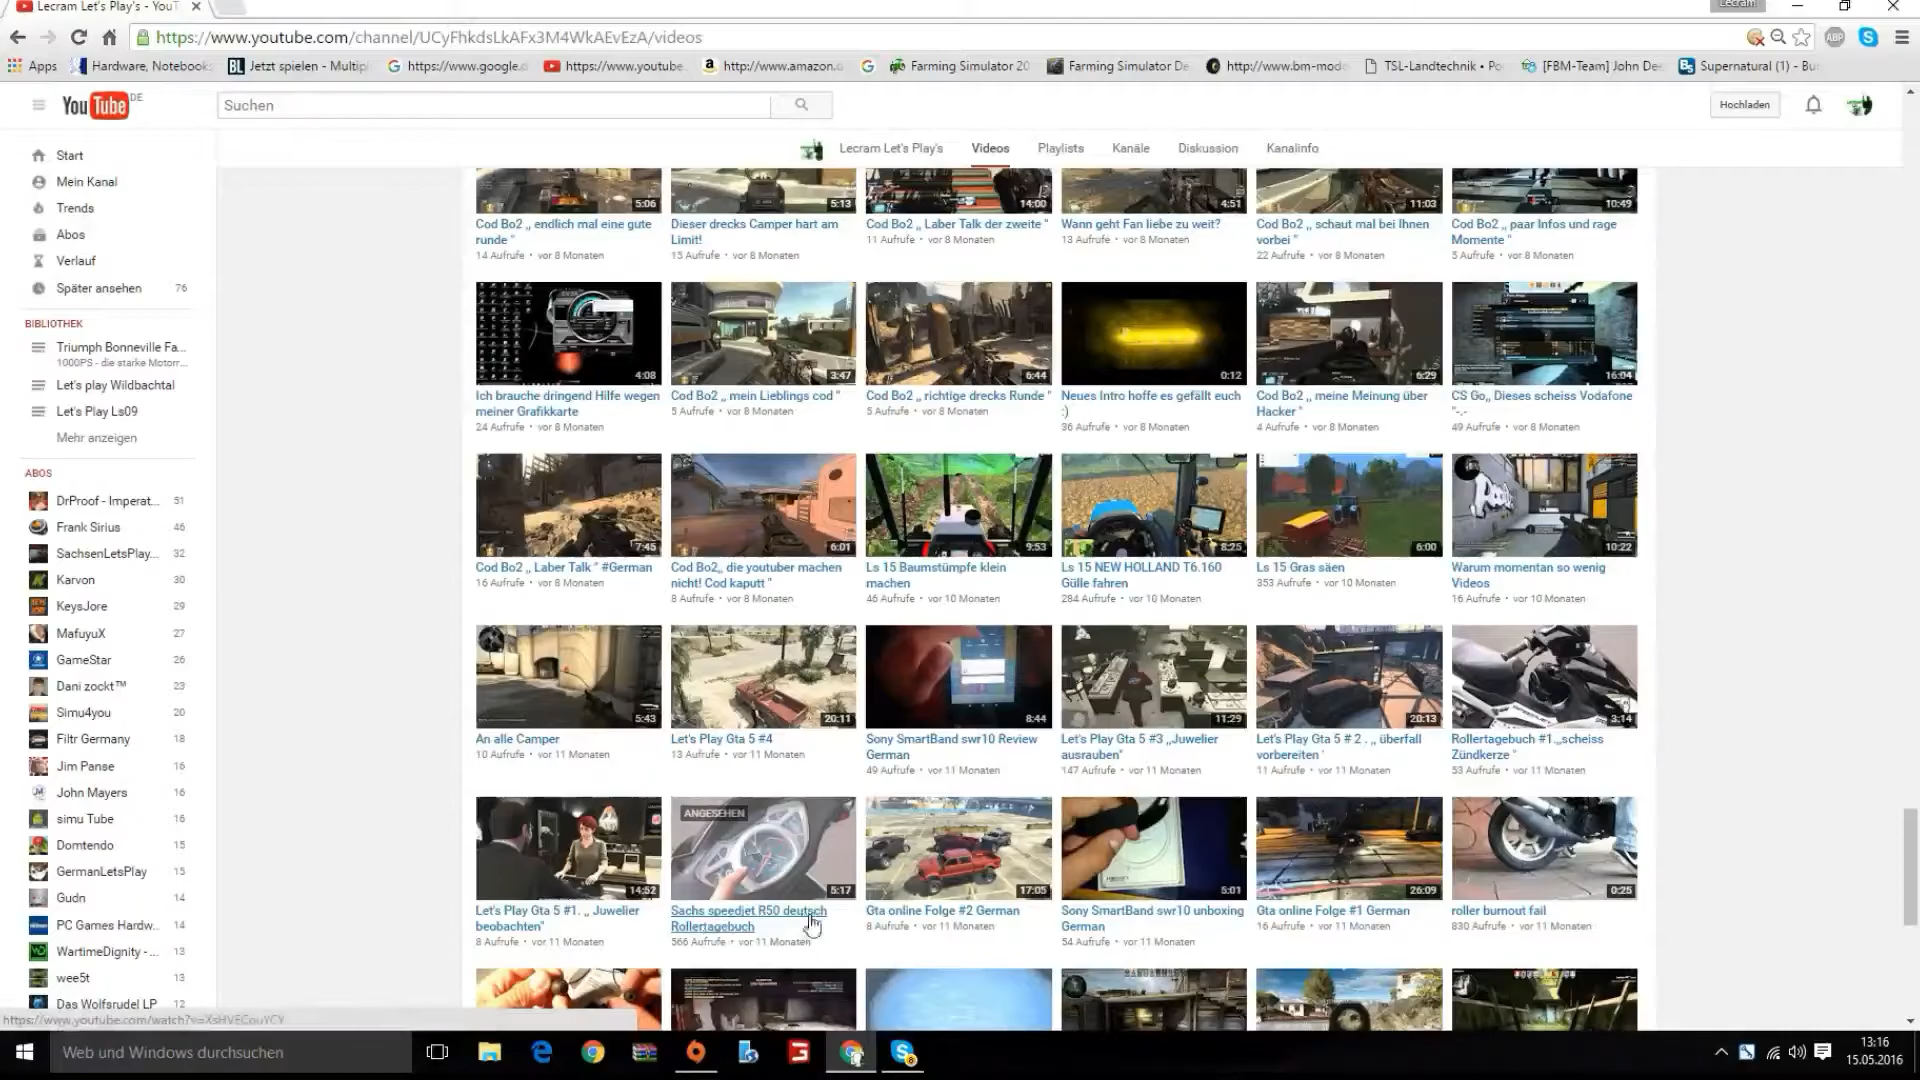 Lecram Let's Play's - YouT
Lecram
https://www.youtube.com/channel/UCyFhkdsLkAFx3M4WkAEvEzA/videos
ABP
Apps
Hardware, Notebooks
BL Jetzt spielen - Multip
https://www.google.
https://www.youtube.
http://www.amazon.
Farming Simulator 20
Farming Simulator De
http://www.bm-mod
TSL-Landtechnik • Po
[FBM-Team] John De
Bs Supernatural (1) - Bu
YouTube DE
Suchen
Hochladen
Lecram Let's Play's
Videos
Playlists
Kanäle
Diskussion
Kanalinfo
Start
Mein Kanal
Trends
Abos
Verlauf
Später ansehen 76
BIBLIOTHEK
Triumph Bonneville Fa...
1000PS - die starke Motorr...
Let's play Wildbachtal
Let's Play Ls09
Mehr anzeigen
ABOS
DrProof - Imperat... 51
Frank Sirius 46
SachsenLetsPlay... 32
Karvon 30
KeysJore 29
MafuyuX 27
GameStar 26
Dani zockt™ 23
Simu4you 20
Filtr Germany 18
Jim Panse 16
John Mayers 16
simu Tube 16
Domtendo 15
GermanLetsPlay 15
Gudn 14
PC Games Hardw... 14
WartimeDignity - ... 13
wee5t 13
Das Wolfsrudel LP 12
5:06
Cod Bo2 ,, endlich mal eine gute
runde "
14 Aufrufe • vor 8 Monaten
5:13
Dieser drecks Camper hart am
Limit!
15 Aufrufe • vor 8 Monaten
14:00
Cod Bo2 ,, Laber Talk der zweite "
11 Aufrufe • vor 8 Monaten
4:51
Wann geht Fan liebe zu weit?
13 Aufrufe • vor 8 Monaten
11:03
Cod Bo2 ,, schaut mal bei Ihnen
vorbei "
22 Aufrufe • vor 8 Monaten
10:49
Cod Bo2 ,, paar Infos und rage
Momente "
5 Aufrufe • vor 8 Monaten
4:08
Ich brauche dringend Hilfe wegen
meiner Grafikkarte
24 Aufrufe • vor 8 Monaten
3:47
Cod Bo2 ,, mein Lieblings cod "
5 Aufrufe • vor 8 Monaten
6:44
Cod Bo2 ,, richtige drecks Runde "
5 Aufrufe • vor 8 Monaten
0:12
Neues Intro hoffe es gefällt euch
:)
36 Aufrufe • vor 8 Monaten
6:29
Cod Bo2 ,, meine Meinung über
Hacker "
4 Aufrufe • vor 8 Monaten
16:04
CS Go,, Dieses scheiss Vodafone
"-.-
49 Aufrufe • vor 8 Monaten
7:45
Cod Bo2 ,, Laber Talk " #German
16 Aufrufe • vor 8 Monaten
6:01
Cod Bo2,, die youtuber machen
nicht! Cod kaputt "
8 Aufrufe • vor 8 Monaten
9:53
Ls 15 Baumstümpfe klein
machen
46 Aufrufe • vor 10 Monaten
8:25
Ls 15 NEW HOLLAND T6.160
Gülle fahren
284 Aufrufe • vor 10 Monaten
6:00
Ls 15 Gras säen
353 Aufrufe • vor 10 Monaten
10:22
Warum momentan so wenig
Videos
16 Aufrufe • vor 10 Monaten
5:43
An alle Camper
10 Aufrufe • vor 11 Monaten
20:11
Let's Play Gta 5 #4
13 Aufrufe • vor 11 Monaten
8:44
Sony SmartBand swr10 Review
German
49 Aufrufe • vor 11 Monaten
11:29
Let's Play Gta 5 #3 ,,Juwelier
ausrauben"
147 Aufrufe • vor 11 Monaten
20:13
Let's Play Gta 5 # 2 . ,, überfall
vorbereiten '
11 Aufrufe • vor 11 Monaten
3:14
Rollertagebuch #1.,,scheiss
Zündkerze "
53 Aufrufe • vor 11 Monaten
14:52
Let's Play Gta 5 #1. ,, Juwelier
beobachten"
8 Aufrufe • vor 11 Monaten
ANGESEHEN
5:17
Sachs speedjet R50 deutsch
Rollertagebuch
566 Aufrufe • vor 11 Monaten
17:05
Gta online Folge #2 German
8 Aufrufe • vor 11 Monaten
5:01
Sony SmartBand swr10 unboxing
German
54 Aufrufe • vor 11 Monaten
26:09
Gta online Folge #1 German
16 Aufrufe • vor 11 Monaten
0:25
roller burnout fail
830 Aufrufe • vor 11 Monaten
https://www.youtube.com/watch?v=XsHVECouYCY
Web und Windows durchsuchen
13:16
15.05.2016